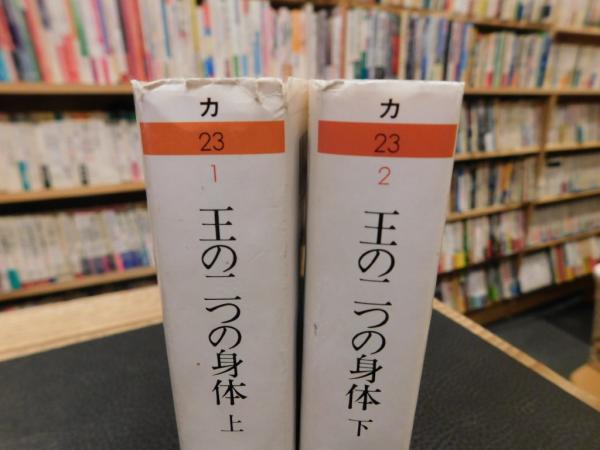 カ
23
1
王の二つの身体 上
カ
23
2
王の二つの身体 下